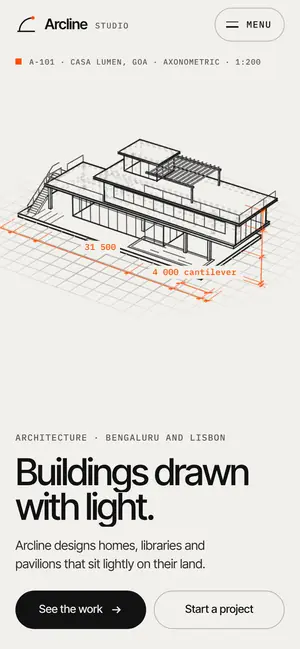 Arcline STUDIO
MENU
A-101 · CASA LUMEN, GOA · AXONOMETRIC · 1:200
31 500
4 000 cantilever
ARCHITECTURE · BENGALURU AND LISBON
Buildings drawn
with light.
Arcline designs homes, libraries and
pavilions that sit lightly on their land.
See the work →
Start a project